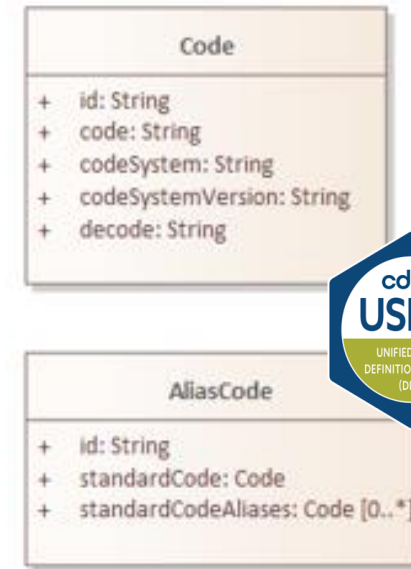 Code
+ id: String
+ code: String
+ codeSystem: String
+ codeSystemVersion: String
+ decode: String
UNIFIED
AliasCode
+ id: String
+ standardCode: Code
+ standardCodeAliases: Code [0..*]